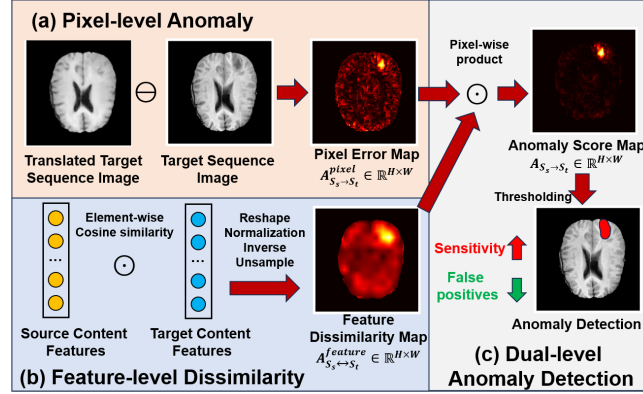 (a) Pixel-level Anomaly
Translated Target
Sequence Image
Target Sequence
Image
Pixel Error Map
A^{pixel}_{S_s→S_t} ∈ ℝ^{H×W}
Pixel-wise
product
Anomaly Score Map
A_{S_s→S_t} ∈ ℝ^{H×W}
Thresholding
Sensitivity
False
positives
Anomaly Detection
(c) Dual-level
Anomaly Detection
Element-wise
Cosine similarity
...
...
Reshape
Normalization
Inverse
Unsample
Source Content
Features
Target Content
Features
Feature
Dissimilarity Map
A^{feature}_{S_s↔S_t} ∈ ℝ^{H×W}
(b) Feature-level Dissimilarity